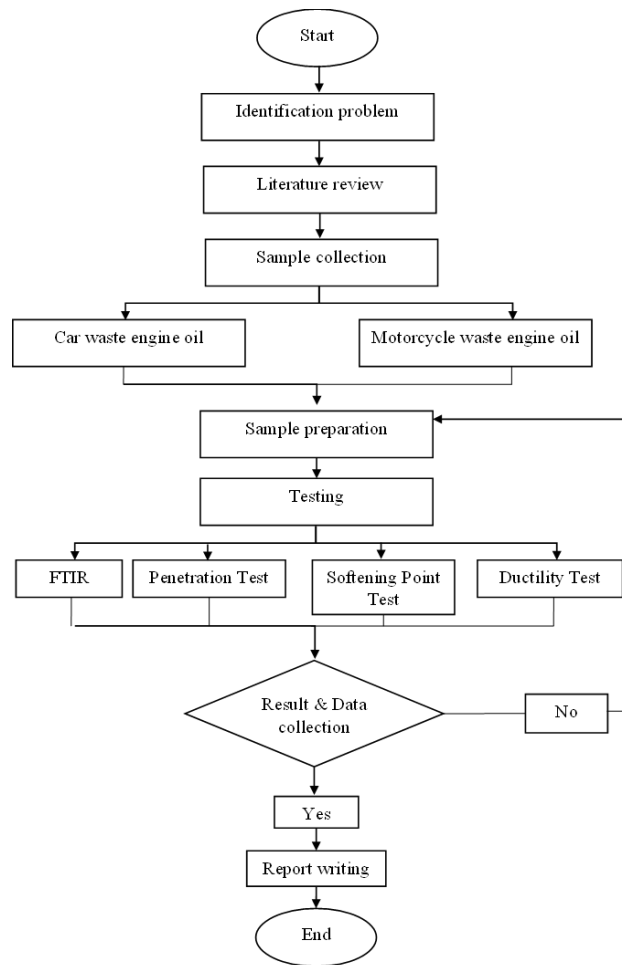 Start
Identification problem
Literature review
Sample collection
Car waste engine oil
Motorcycle waste engine oil
Sample preparation
Testing
FTIR
Penetration Test
Softening Point
Test
Ductility Test
Result & Data
collection
No
Yes
Report writing
End